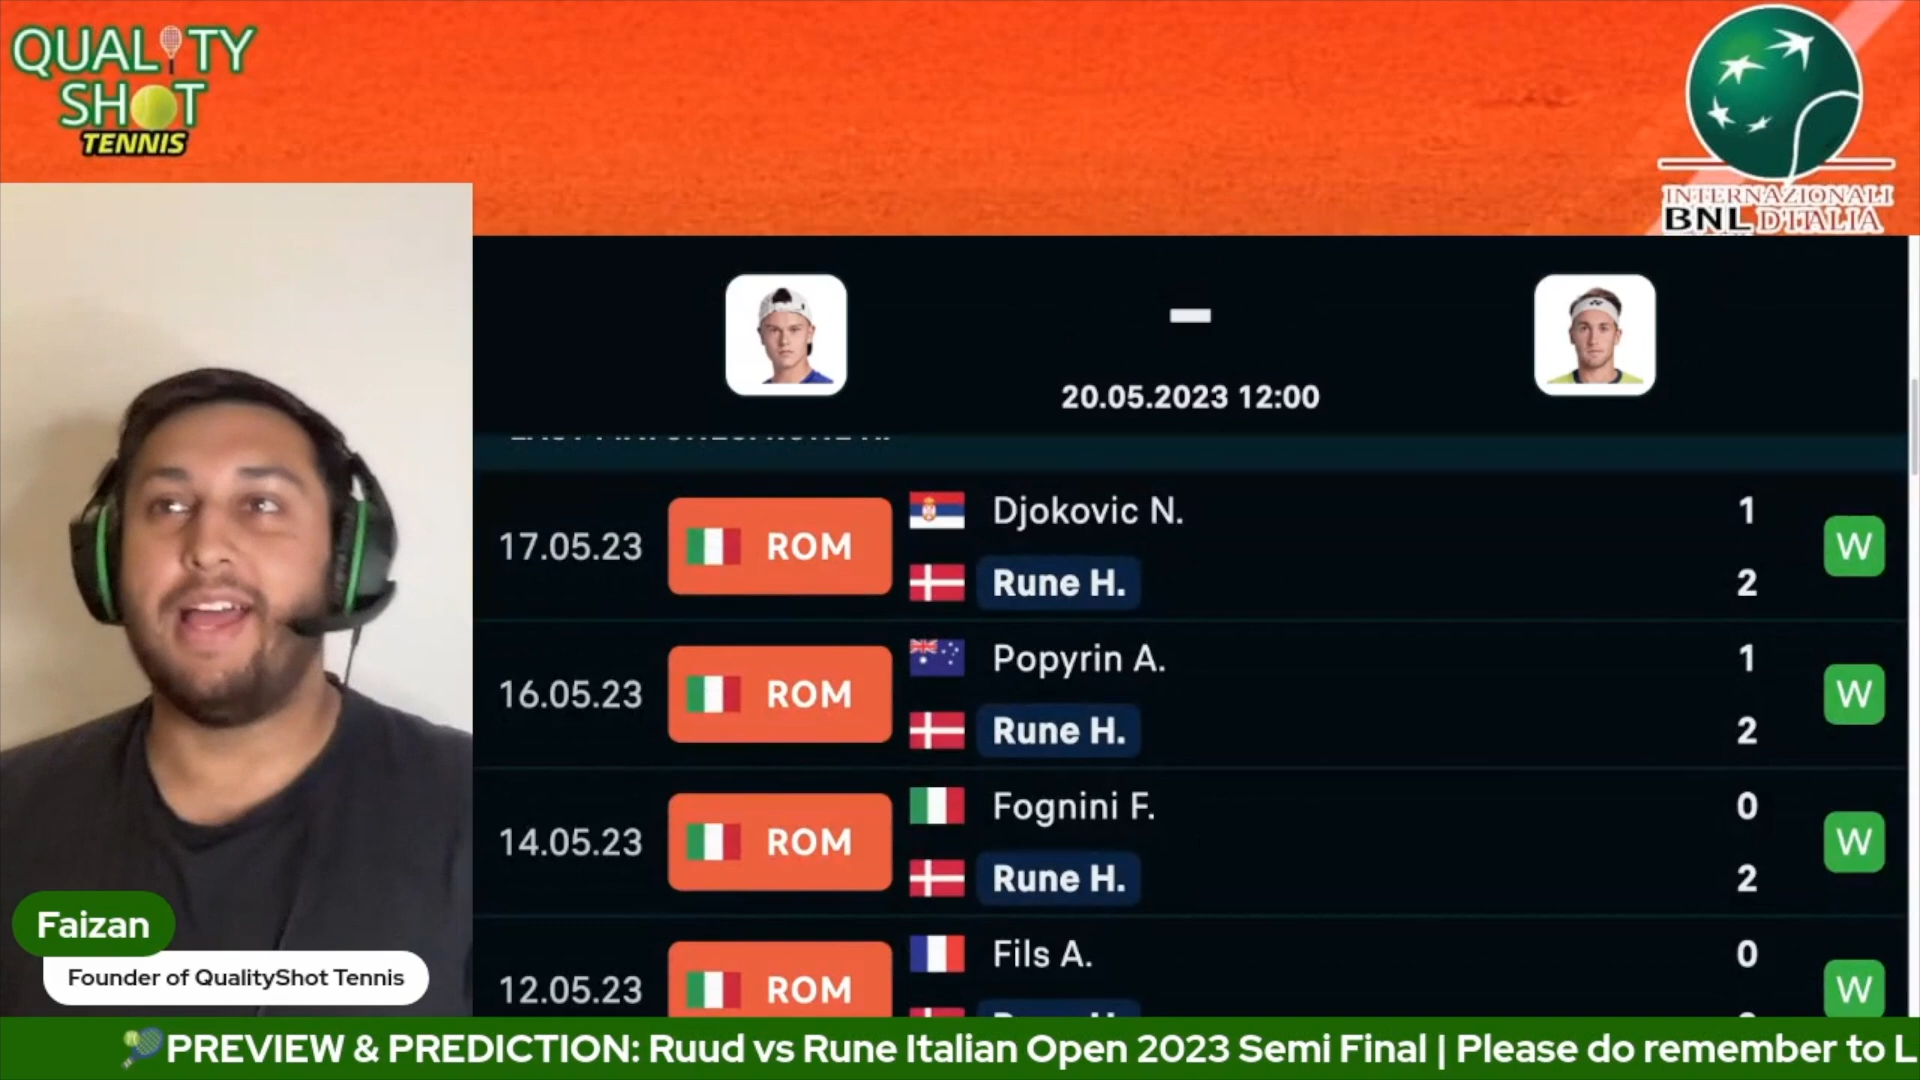 QUALITY
SHOT
TENNIS
INTERNAZIONALI
BNL D'ITALIA
20.05.2023 12:00
17.05.23
ROM
Djokovic N.
1
Rune H.
2
W
16.05.23
ROM
Popyrin A.
1
Rune H.
2
W
14.05.23
ROM
Fognini F.
0
Rune H.
2
W
12.05.23
ROM
Fils A.
0
W
Faizan
Founder of QualityShot Tennis
PREVIEW & PREDICTION: Ruud vs Rune Italian Open 2023 Semi Final | Please do remember to L